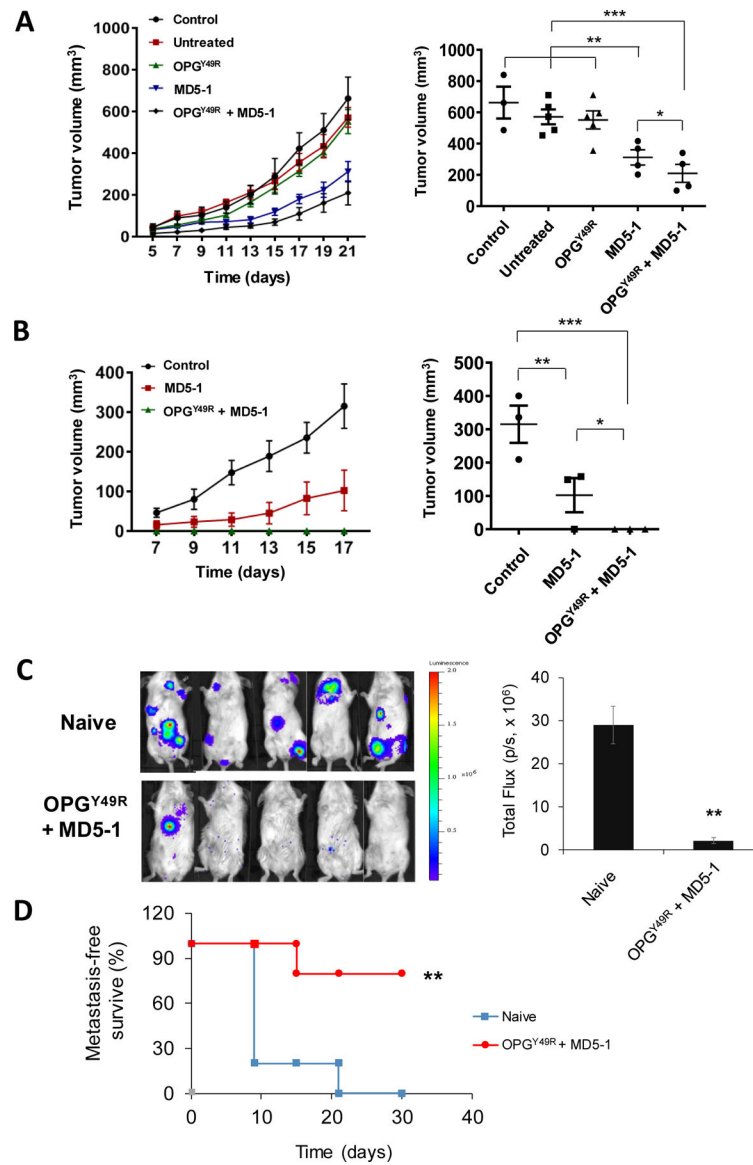 A
Control
Untreated
OPGY49R
MD5-1
OPGY49R + MD5-1
Tumor volume (mm3)
1000
800
600
400
200
0
5 7 9 11 13 15 17 19 21
Time (days)
***
**
*
Tumor volume (mm3)
1000
800
600
400
200
0
Control
Untreated
OPGY49R
MD5-1
OPGY49R + MD5-1
B
Control
MD5-1
OPGY49R + MD5-1
Tumor volume (mm3)
400
300
200
100
0
7 9 11 13 15 17
Time (days)
***
**
*
Tumor volume (mm3)
500
400
300
200
100
0
Control
MD5-1
OPGY49R + MD5-1
C
Naive
OPGY49R
+ MD5-1
Luminescence
2.0
1.5
1.0
×10⁶
0.5
Total Flux (p/s, x 106)
40
30
20
10
0
**
Naive
OPGY49R + MD5-1
D
Metastasis-free
survive (%)
120
90
60
30
0
0 10 20 30 40
Time (days)
**
Naive
OPGY49R + MD5-1